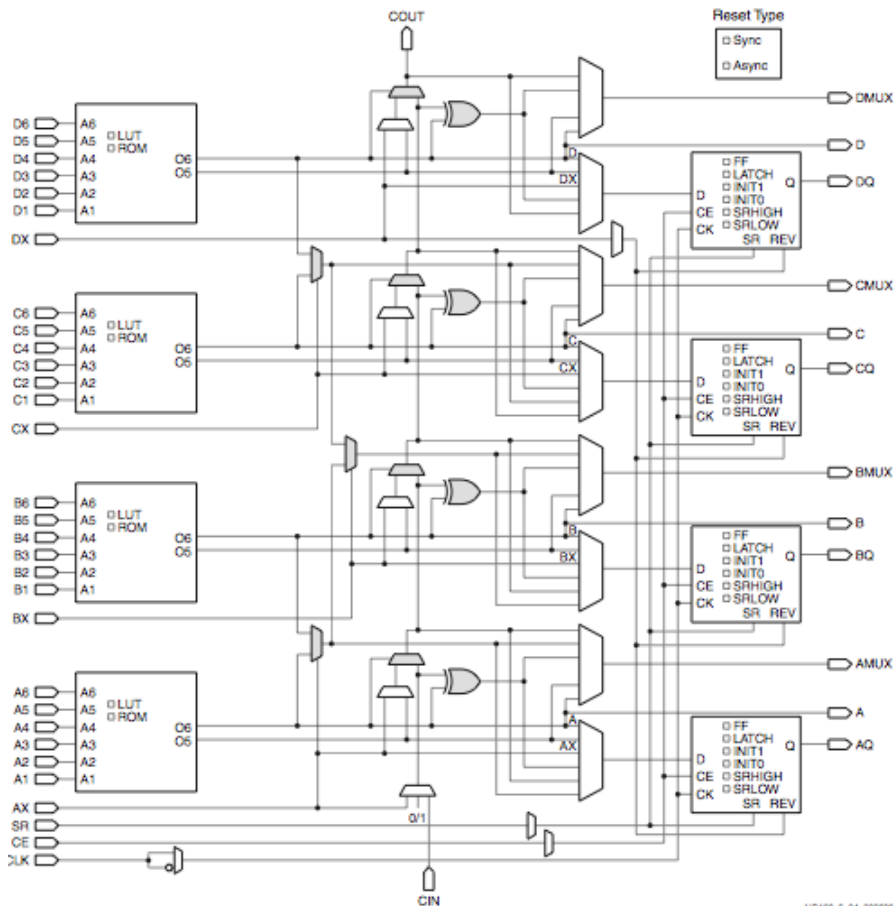 COUT
Reset Type
Sync
Async
D6 A6
D5 A5
D4 A4
D3 A3
D2 A2
D1 A1
LUT
ROM
O6
O5
DX
D
DX
DMUX
D
DQ
FF
LATCH
INIT1
INIT0
SRHIGH
SRLOW
D
CE
CK
Q
SR REV
C6 A6
C5 A5
C4 A4
C3 A3
C2 A2
C1 A1
LUT
ROM
O6
O5
CX
C
CX
CMUX
C
CQ
FF
LATCH
INIT1
INIT0
SRHIGH
SRLOW
D
CE
CK
Q
SR REV
B6 A6
B5 A5
B4 A4
B3 A3
B2 A2
B1 A1
LUT
ROM
O6
O5
BX
B
BX
BMUX
B
BQ
FF
LATCH
INIT1
INIT0
SRHIGH
SRLOW
D
CE
CK
Q
SR REV
A6 A6
A5 A5
A4 A4
A3 A3
A2 A2
A1 A1
LUT
ROM
O6
O5
AX
A
AX
AMUX
A
AQ
FF
LATCH
INIT1
INIT0
SRHIGH
SRLOW
D
CE
CK
Q
SR REV
0/1
SR
CE
CLK
CIN